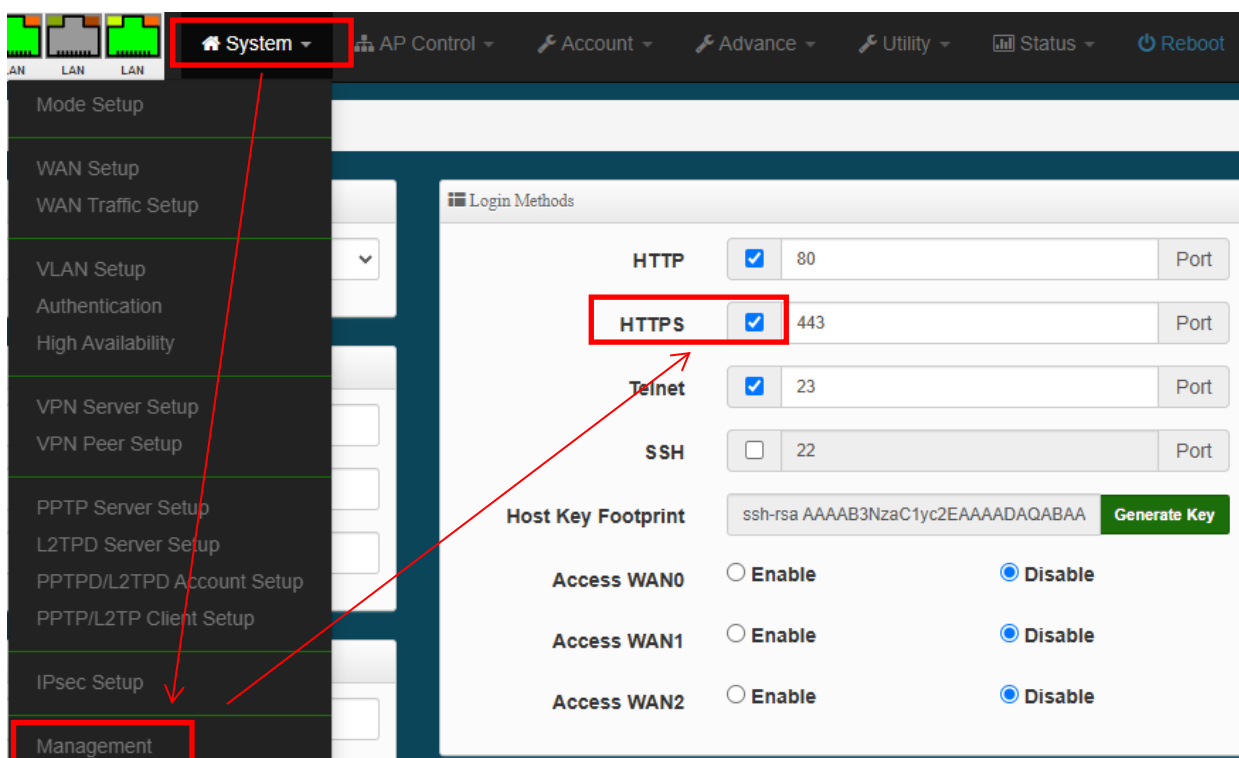 System
AP Control
Account
Advance
Utility
Status
Reboot
LAN
LAN
Mode Setup
WAN Setup
WAN Traffic Setup
VLAN Setup
Authentication
High Availability
VPN Server Setup
VPN Peer Setup
PPTP Server Setup
L2TPD Server Setup
PPTPD/L2TPD Account Setup
PPTP/L2TP Client Setup
IPsec Setup
Management
Login Methods
HTTP 80 Port
HTTPS 443 Port
Telnet 23 Port
SSH 22 Port
Host Key Footprint ssh-rsa AAAAB3NzaC1yc2EAAAADAQABAA Generate Key
Access WAN0 Enable Disable
Access WAN1 Enable Disable
Access WAN2 Enable Disable